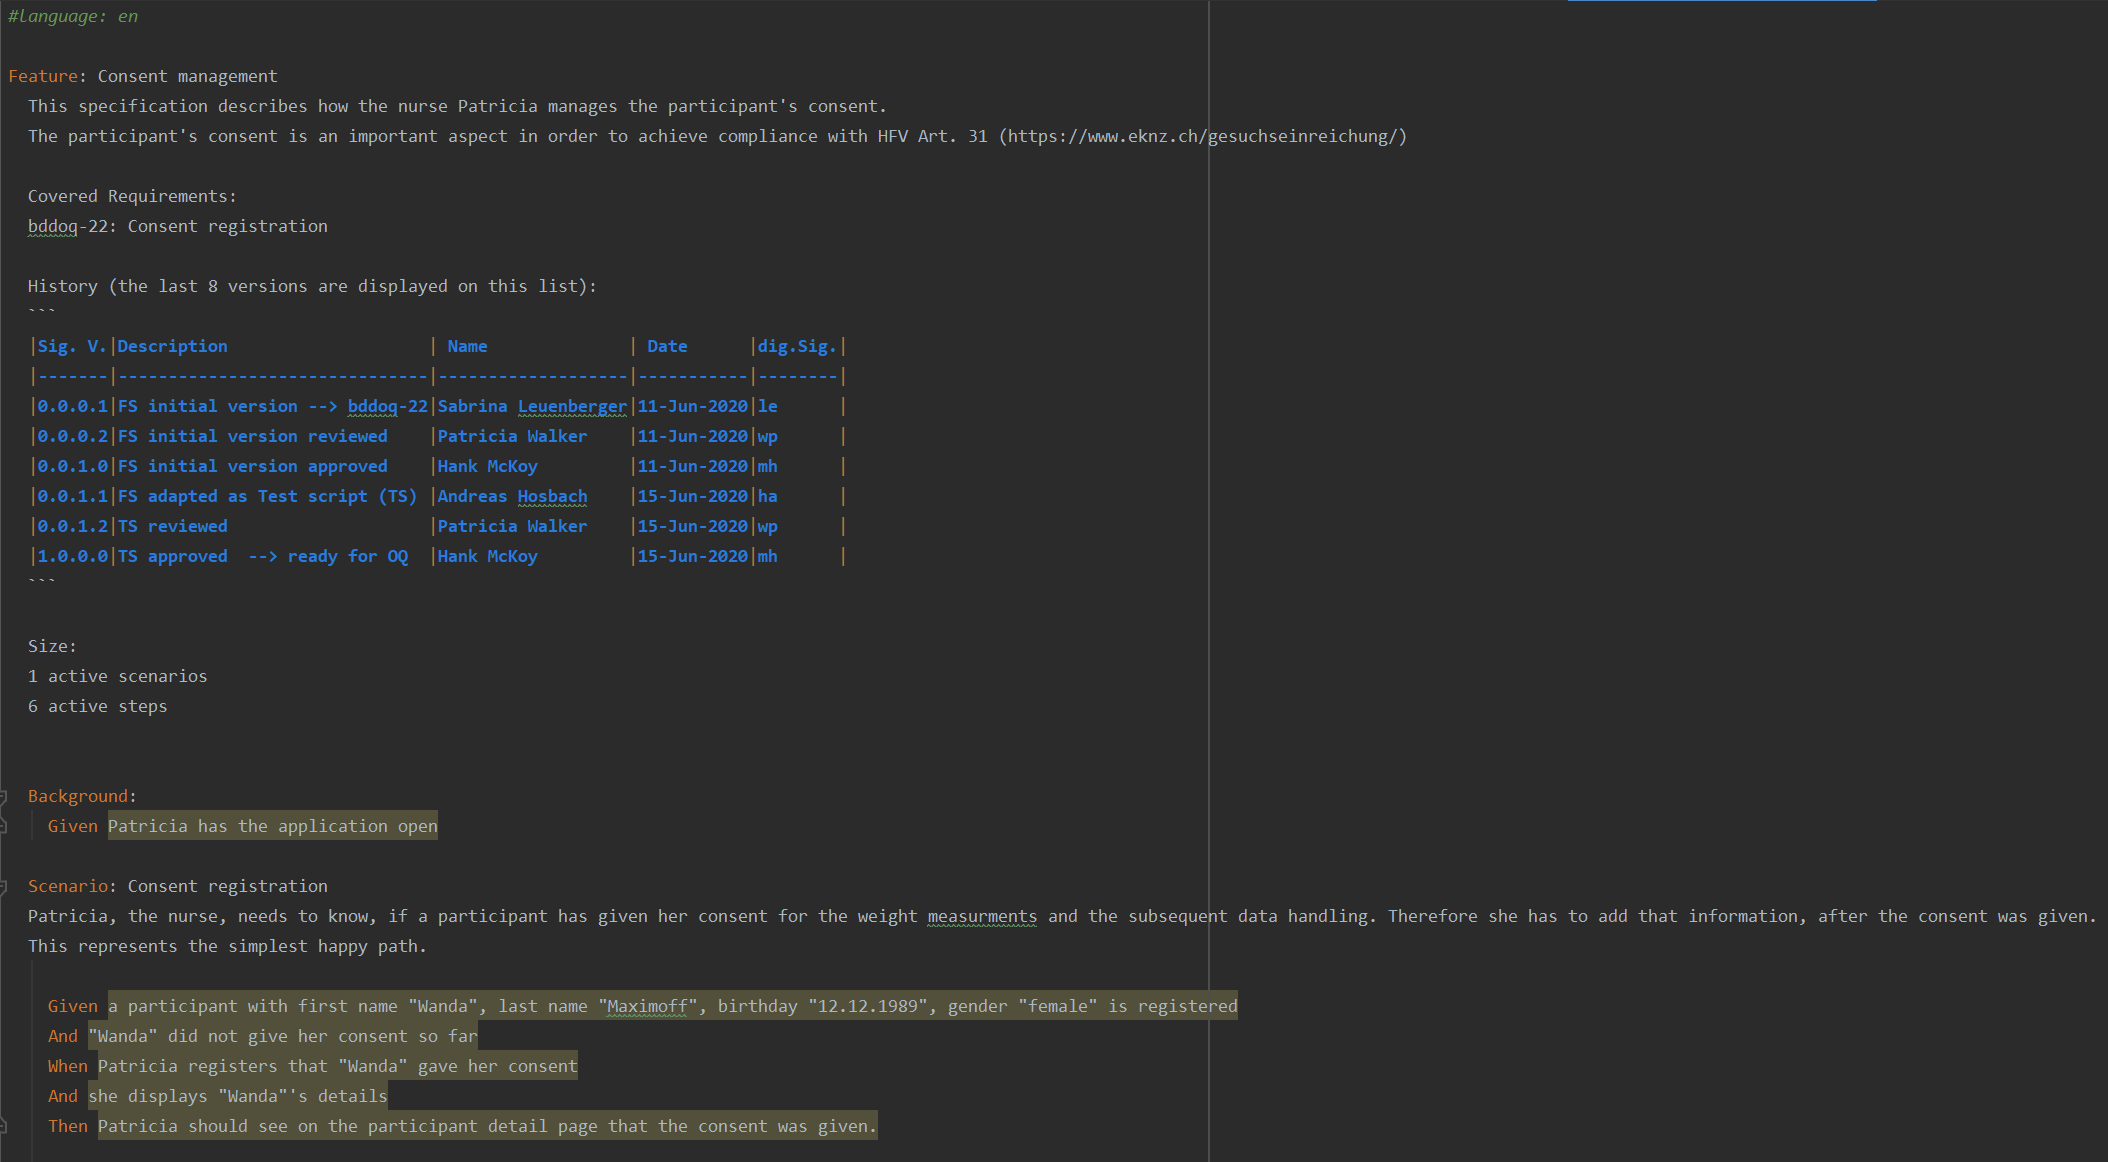 #language: en
Feature: Consent management
This specification describes how the nurse Patricia manages the participant's consent.
The participant's consent is an important aspect in order to achieve compliance with HFV Art. 31 (https://www.eknz.ch/gesuchseinreichung/)
Covered Requirements:
bddoq-22: Consent registration
History (the last 8 versions are displayed on this list):
```
|Sig. V.|Description                    | Name              | Date      |dig.Sig.|
|-------|-------------------------------|-------------------|-----------|--------|
|0.0.0.1|FS initial version --> bddoq-22|Sabrina Leuenberger|11-Jun-2020|le      |
|0.0.0.2|FS initial version reviewed    |Patricia Walker    |11-Jun-2020|wp      |
|0.0.1.0|FS initial version approved    |Hank McKoy         |11-Jun-2020|mh      |
|0.0.1.1|FS adapted as Test script (TS) |Andreas Hosbach    |15-Jun-2020|ha      |
|0.0.1.2|TS reviewed                    |Patricia Walker    |15-Jun-2020|wp      |
|1.0.0.0|TS approved  --> ready for OQ  |Hank McKoy         |15-Jun-2020|mh      |
```
Size:
1 active scenarios
6 active steps
Background:
Given Patricia has the application open
Scenario: Consent registration
Patricia, the nurse, needs to know, if a participant has given her consent for the weight measurments and the subsequent data handling. Therefore she has to add that information, after the consent was given.
This represents the simplest happy path.
Given a participant with first name "Wanda", last name "Maximoff", birthday "12.12.1989", gender "female" is registered
And "Wanda" did not give her consent so far
When Patricia registers that "Wanda" gave her consent
And she displays "Wanda"'s details
Then Patricia should see on the participant detail page that the consent was given.